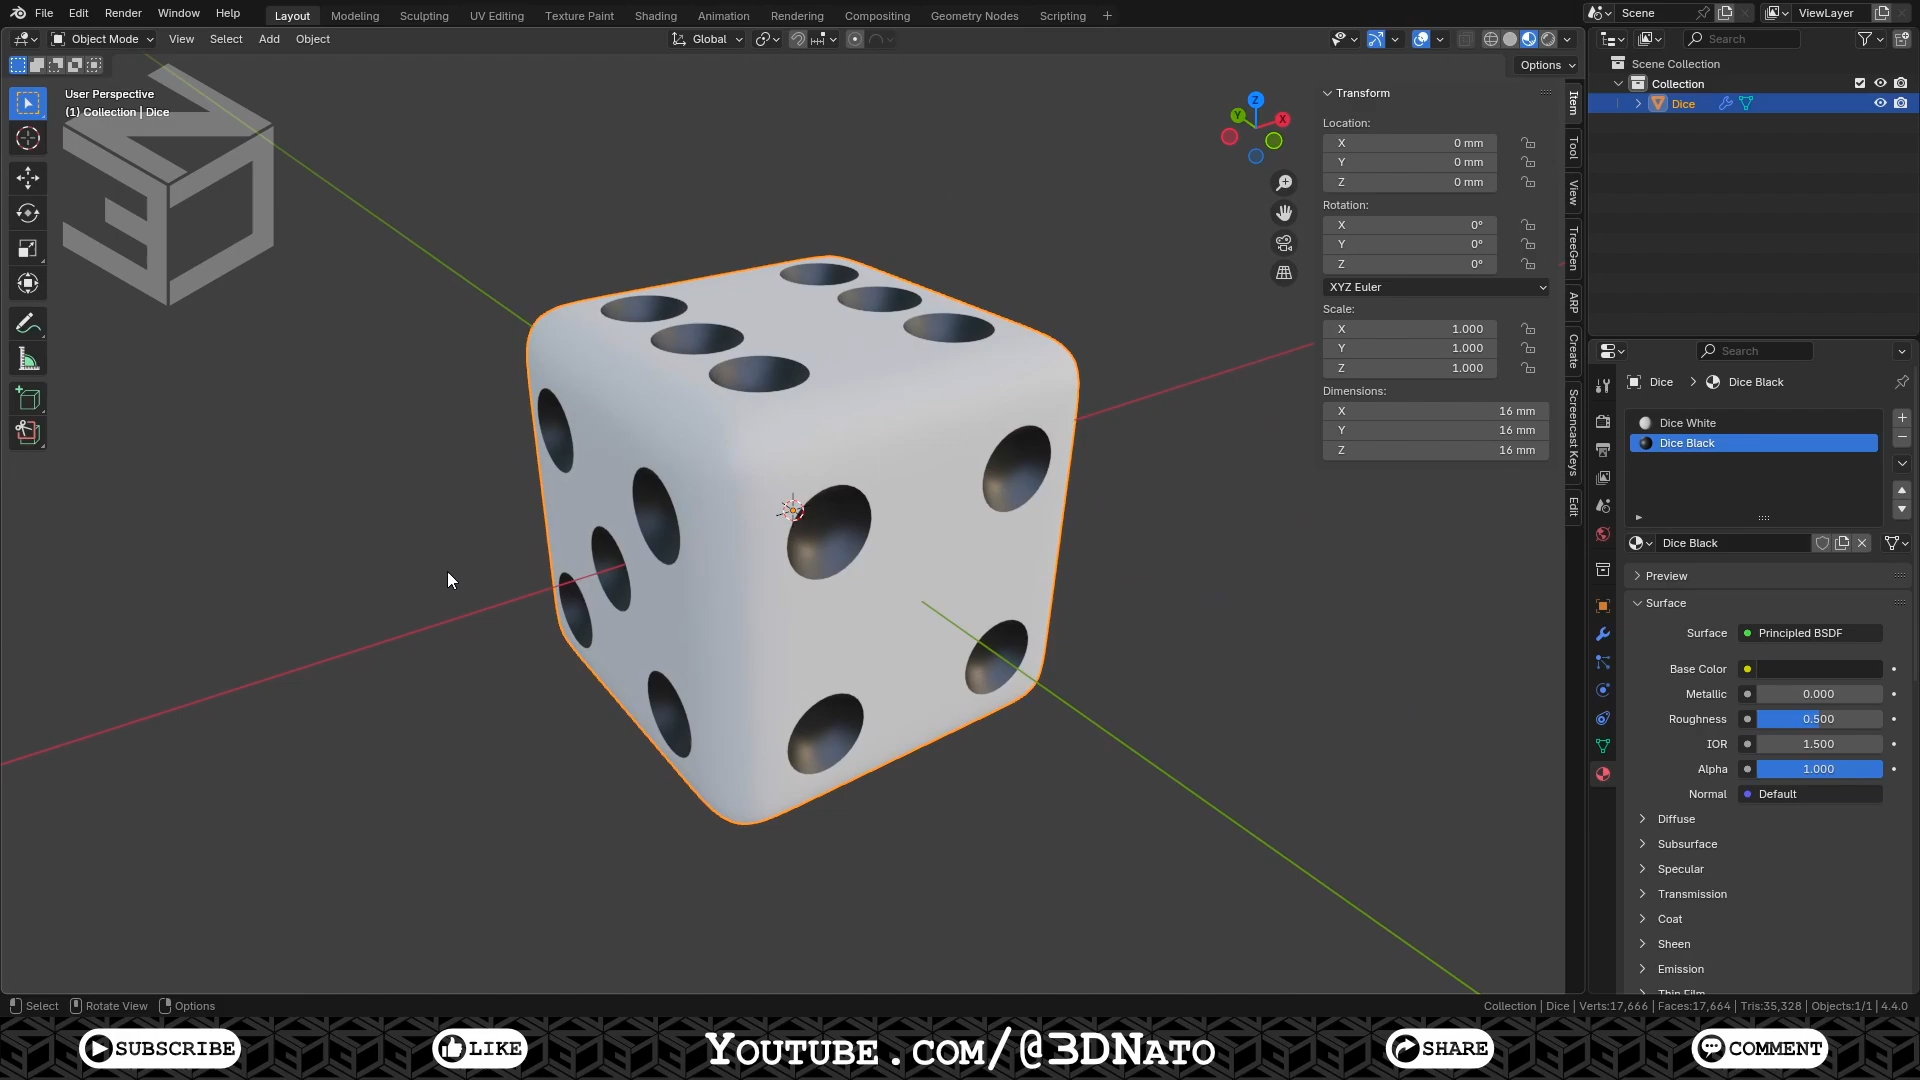 File Edit Render Window Help Layout Modeling Sculpting UV Editing Texture Paint Shading Animation Rendering Compositing Geometry Nodes Scripting + Scene ViewLayer
Object Mode View Select Add Object Global Search
Options
User Perspective
(1) Collection | Dice
Z
Y
X
Transform
Location:
X 0 mm
Y 0 mm
Z 0 mm
Rotation:
X 0°
Y 0°
Z 0°
XYZ Euler
Scale:
X 1.000
Y 1.000
Z 1.000
Dimensions:
X 16 mm
Y 16 mm
Z 16 mm
Item
Tool
View
TreeGen
ARP
Create
Screencast Keys
Edit
Scene Collection
Collection
Dice
Search
Dice > Dice Black
Dice White
Dice Black
Dice Black
Preview
Surface
Surface Principled BSDF
Base Color
Metallic 0.000
Roughness 0.500
IOR 1.500
Alpha 1.000
Normal Default
Diffuse
Subsurface
Specular
Transmission
Coat
Sheen
Emission
Thin Film
Select Rotate View Options Collection | Dice | Verts:17,666 | Faces:17,664 | Tris:35,328 | Objects:1/1 | 4.4.0
SUBSCRIBE LIKE YOUTUBE.COM/@3DNATO SHARE COMMENT